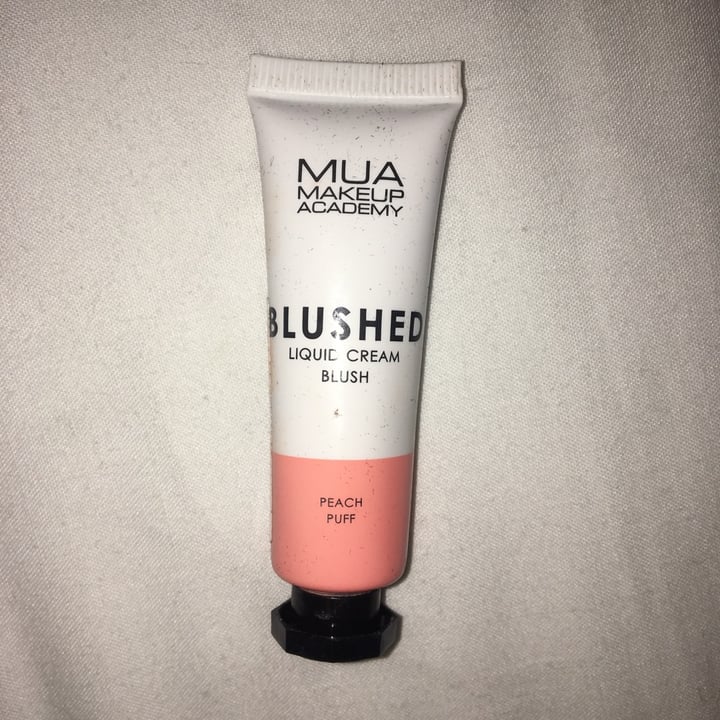 MUA
MAKEUP
ACADEMY
BLUSHED
LIQUID CREAM
BLUSH
PEACH
PUFF